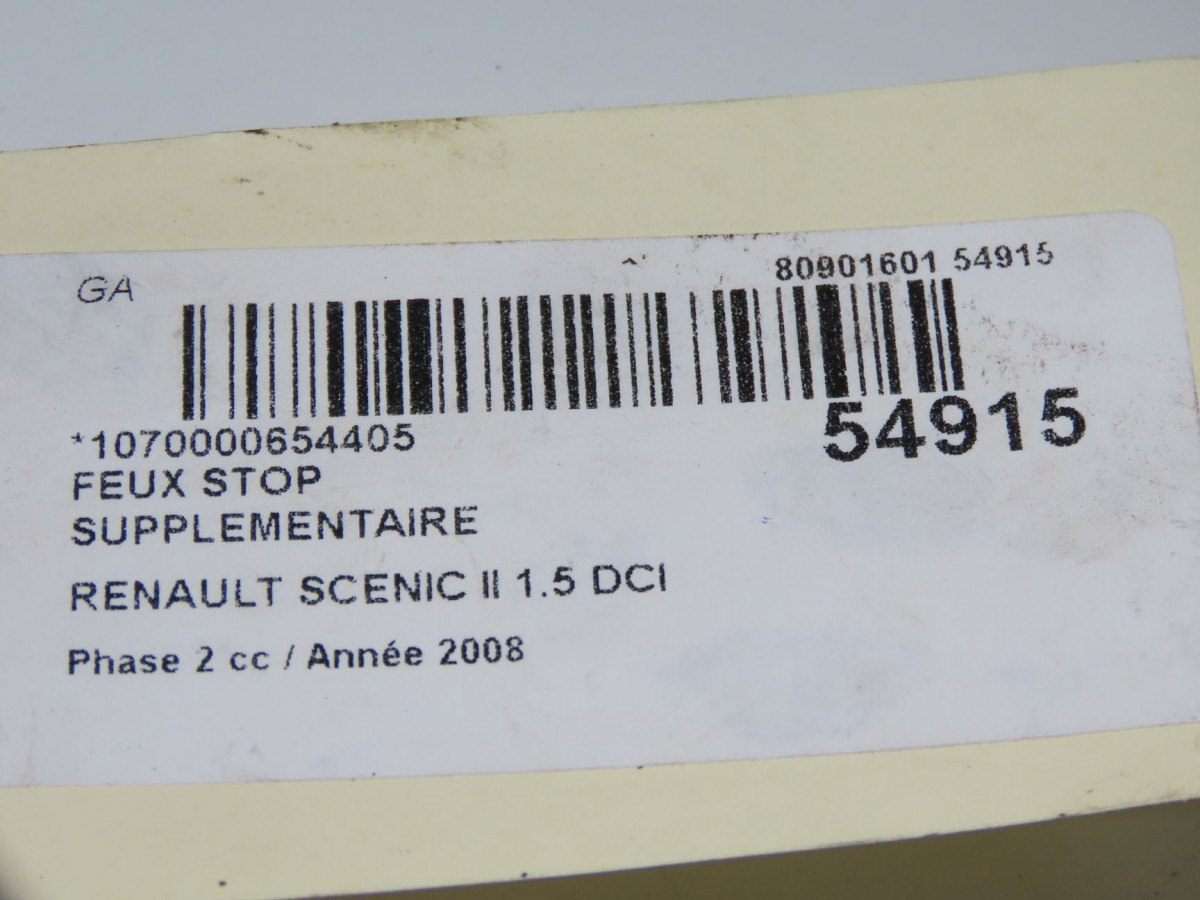 GA
80901601 54915
54915
*1070000654405
FEUX STOP
SUPPLEMENTAIRE
RENAULT SCENIC II 1.5 DCI
Phase 2 cc / Année 2008